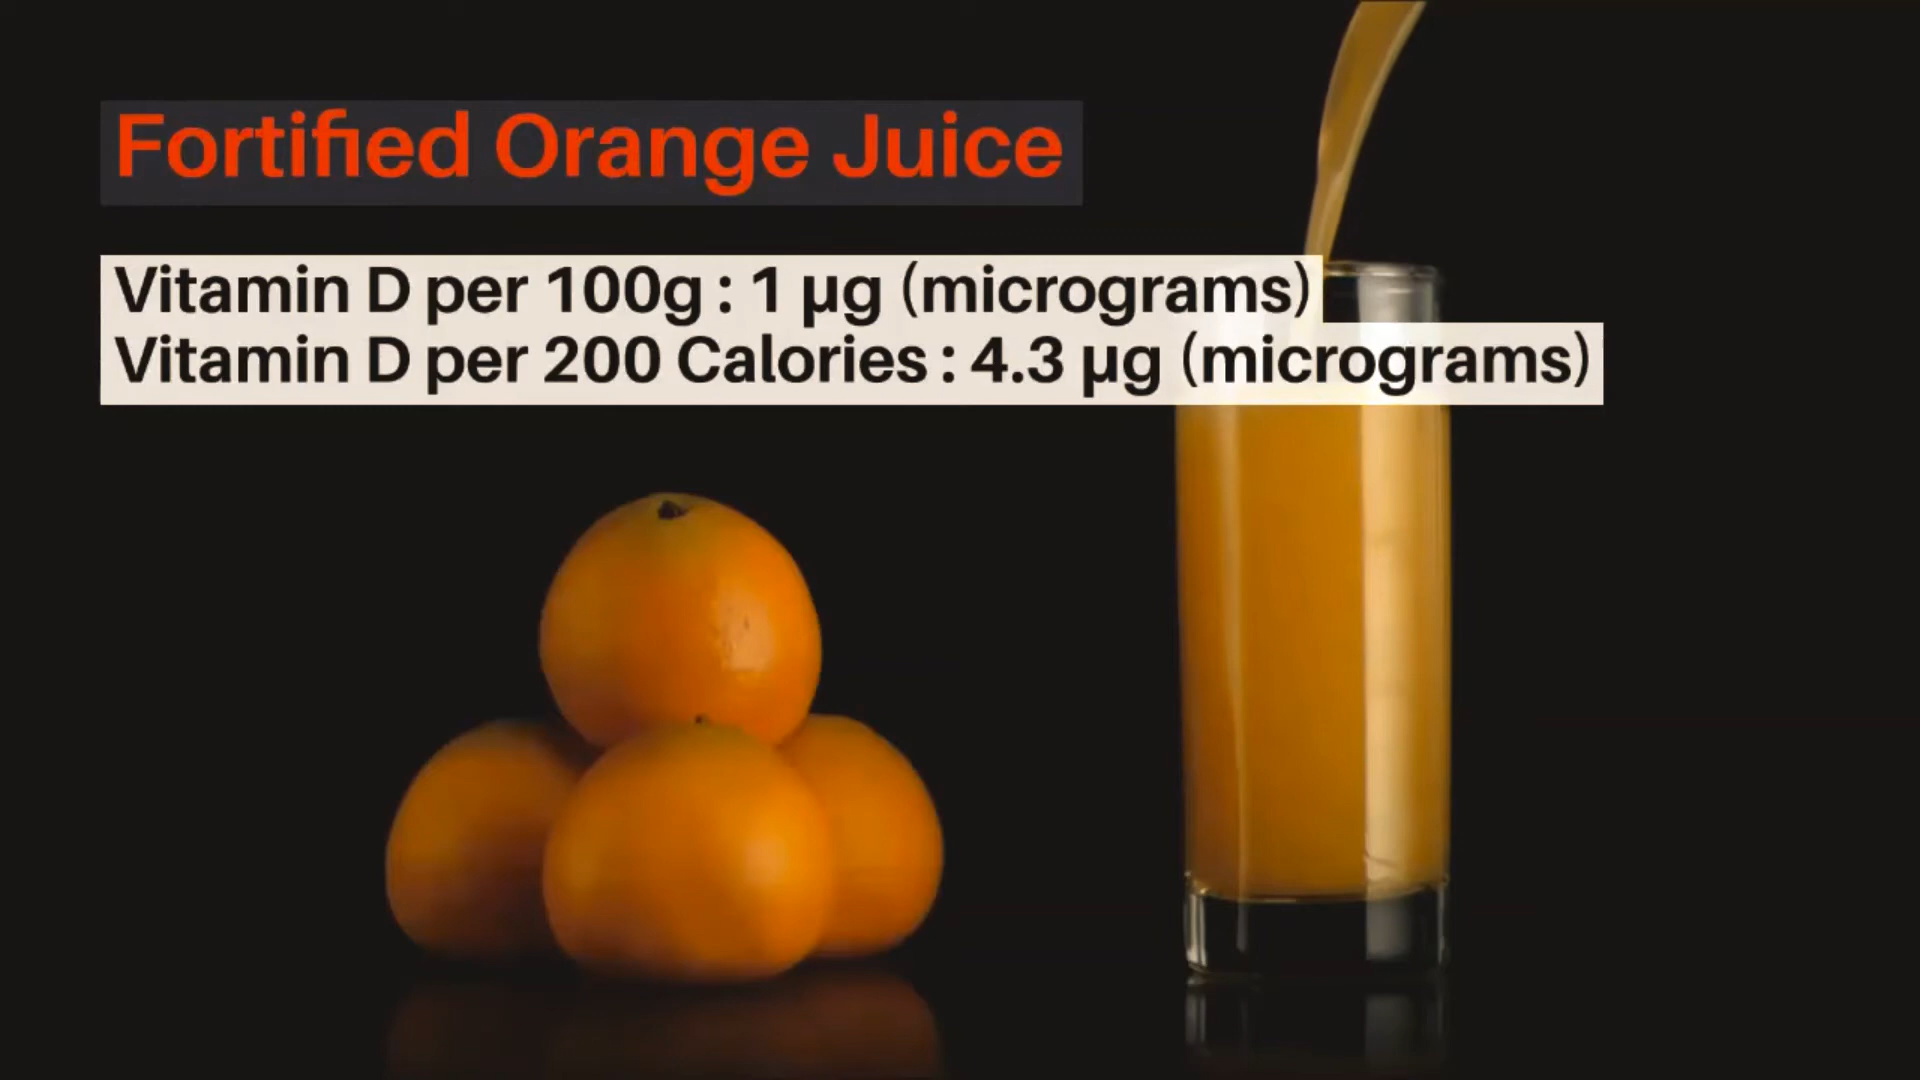 Fortified Orange Juice
Vitamin D per 100g : 1 µg (micrograms)
Vitamin D per 200 Calories : 4.3 µg (micrograms)